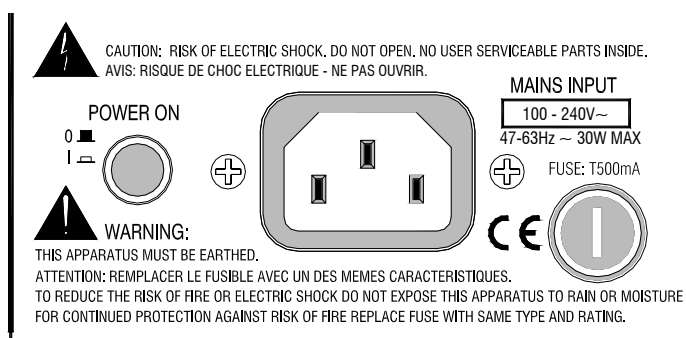 CAUTION: RISK OF ELECTRIC SHOCK. DO NOT OPEN. NO USER SERVICEABLE PARTS INSIDE.
AVIS: RISQUE DE CHOC ELECTRIQUE - NE PAS OUVRIR.
MAINS INPUT
100 - 240V~
47-63Hz ~ 30W MAX
POWER ON
0
I
FUSE: T500mA
CE
WARNING:
THIS APPARATUS MUST BE EARTHED.
ATTENTION: REMPLACER LE FUSIBLE AVEC UN DES MEMES CARACTERISTIQUES.
TO REDUCE THE RISK OF FIRE OR ELECTRIC SHOCK DO NOT EXPOSE THIS APPARATUS TO RAIN OR MOISTURE
FOR CONTINUED PROTECTION AGAINST RISK OF FIRE REPLACE FUSE WITH SAME TYPE AND RATING.